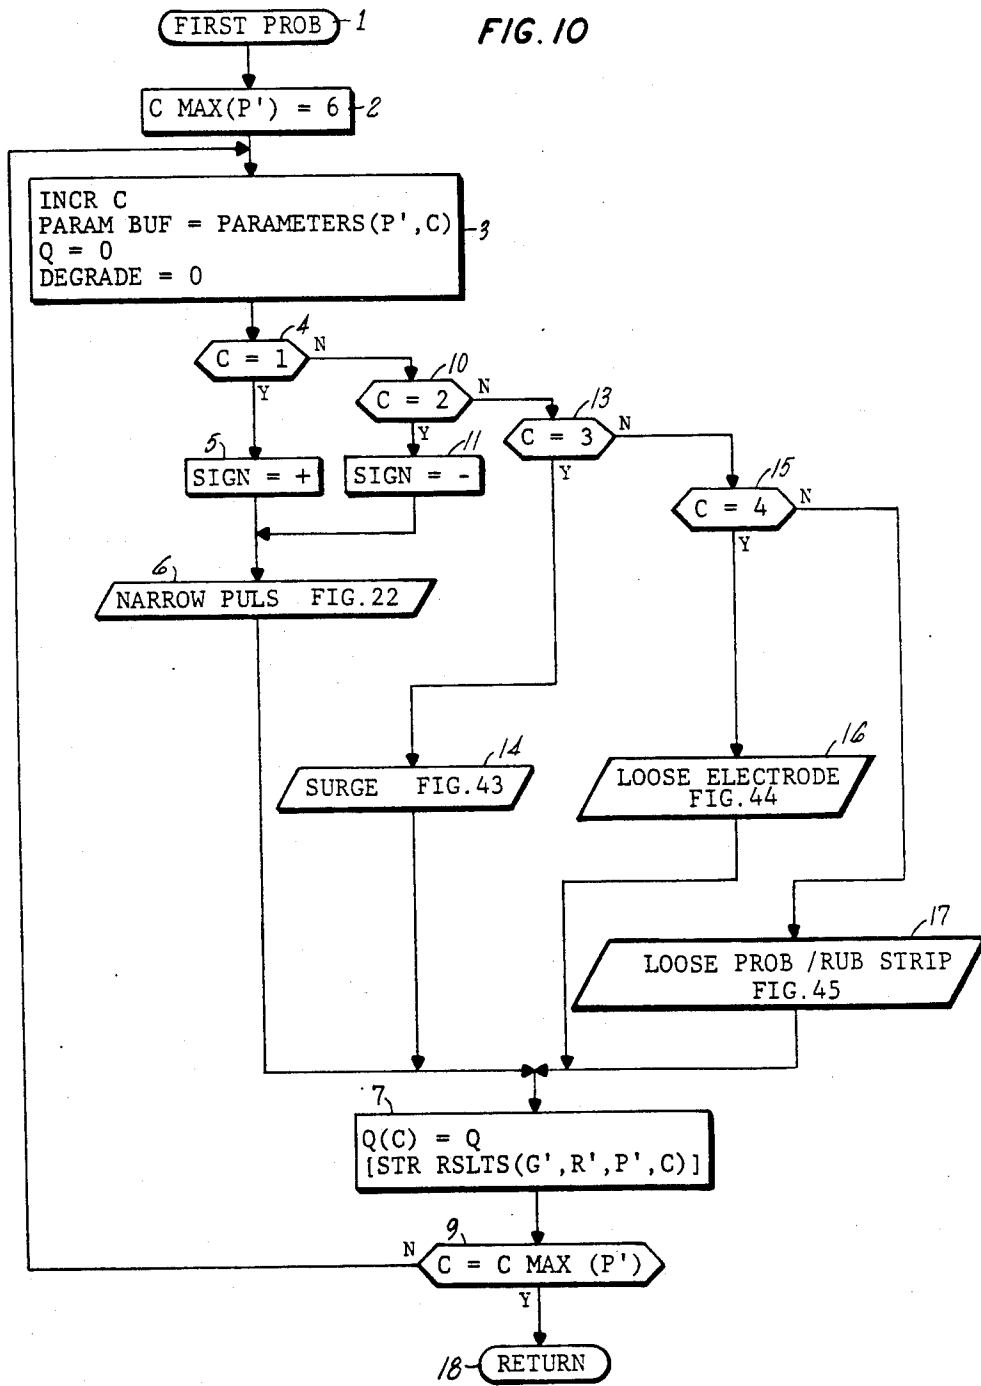 FIRST PROB
1
FIG. 10
C MAX(P') = 6
2
INCR C
PARAM BUF = PARAMETERS(P',C)
Q = 0
DEGRADE = 0
3
4
C = 1
N
Y
10
C = 2
N
Y
13
C = 3
N
Y
15
C = 4
N
Y
5
SIGN = +
11
SIGN = -
6
NARROW PULS FIG.22
14
SURGE FIG.43
16
LOOSE ELECTRODE
FIG.44
17
LOOSE PROB /RUB STRIP
FIG.45
7
Q(C) = Q
[STR RSLTS(G',R',P',C)]
9
N
C = C MAX (P')
Y
18
RETURN